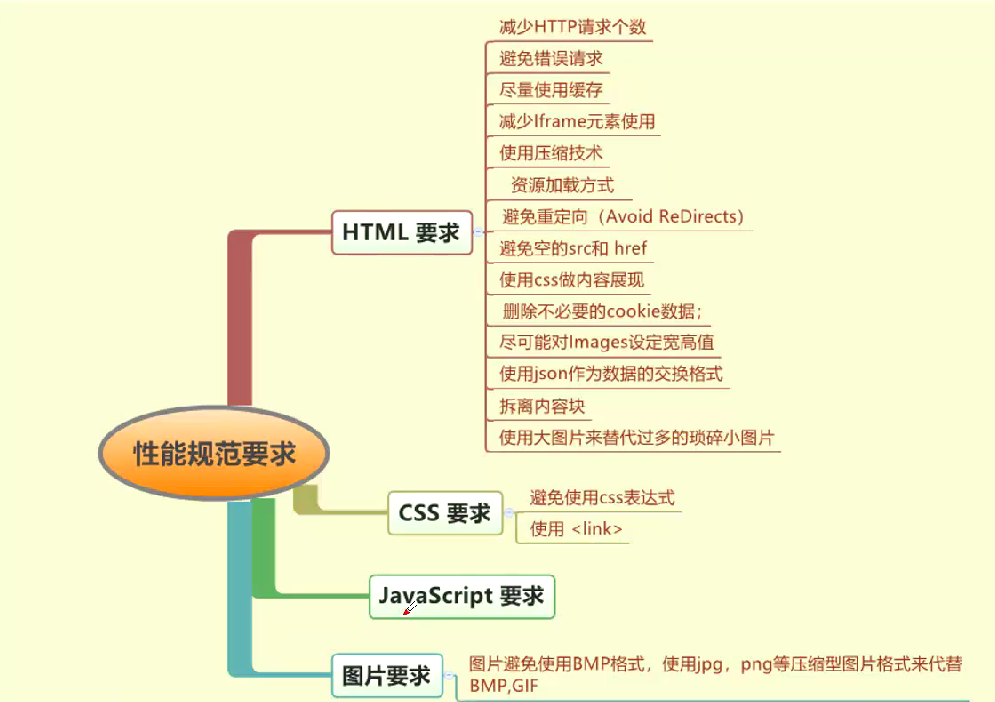 减少HTTP请求个数
避免错误请求
尽量使用缓存
减少Iframe元素使用
使用压缩技术
资源加载方式
避免重定向（Avoid ReDirects）
避免空的src和 href
使用css做内容展现
删除不必要的cookie数据；
尽可能对Images设定宽高值
使用json作为数据的交换格式
拆离内容块
使用大图片来替代过多的琐碎小图片
HTML 要求
性能规范要求
CSS 要求
避免使用css表达式
使用 <link>
JavaScript 要求
图片要求
图片避免使用BMP格式，使用jpg，png等压缩型图片格式来代替
BMP,GIF